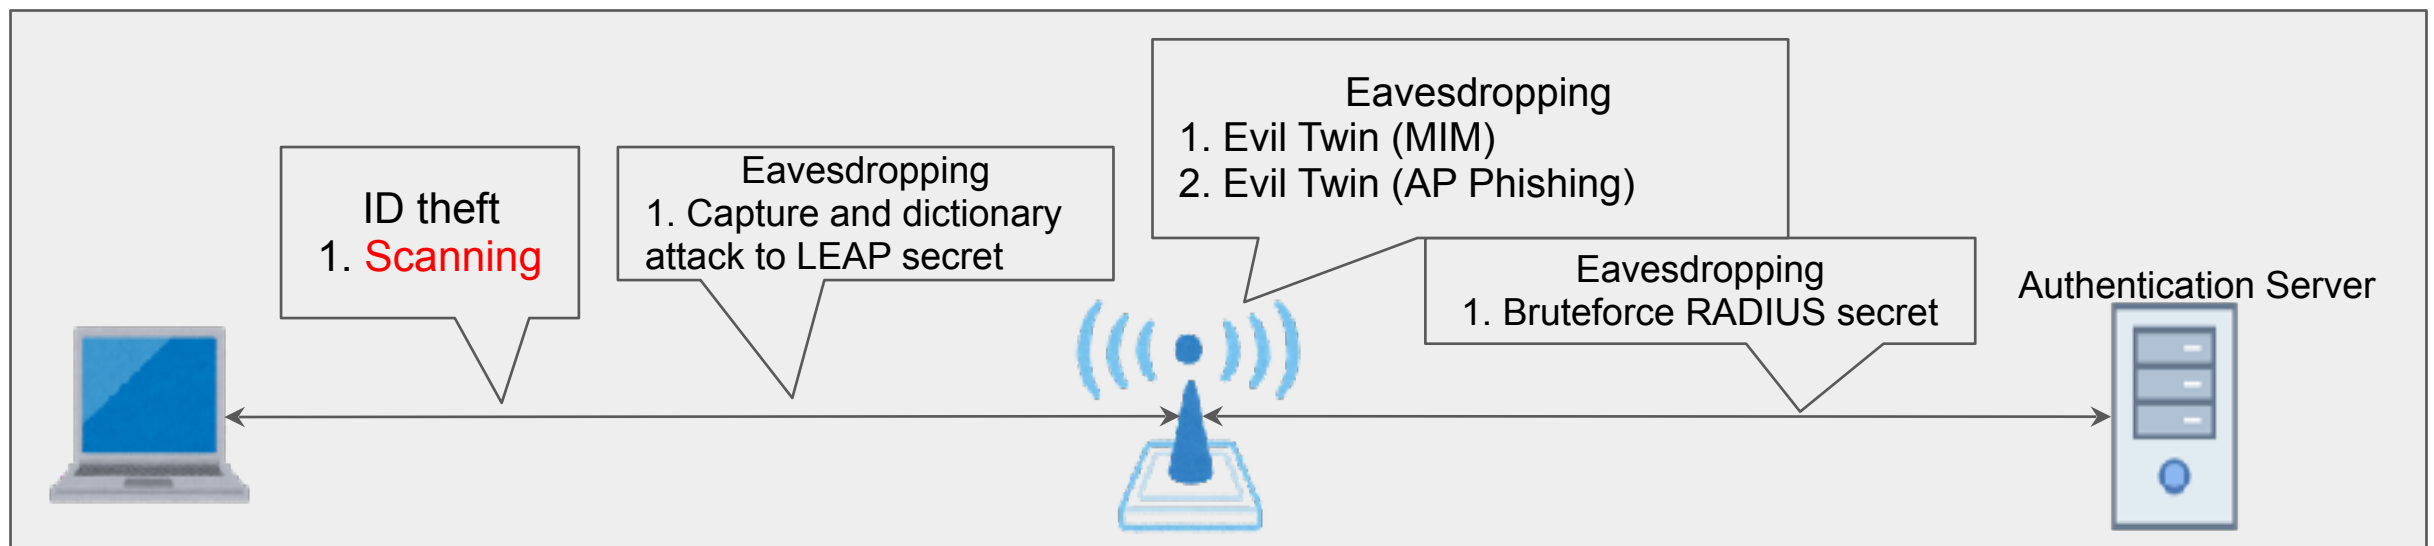 ID theft
1. Scanning
Eavesdropping
1. Capture and dictionary
attack to LEAP secret
Eavesdropping
1. Evil Twin (MIM)
2. Evil Twin (AP Phishing)
Eavesdropping
1. Bruteforce RADIUS secret
Authentication Server